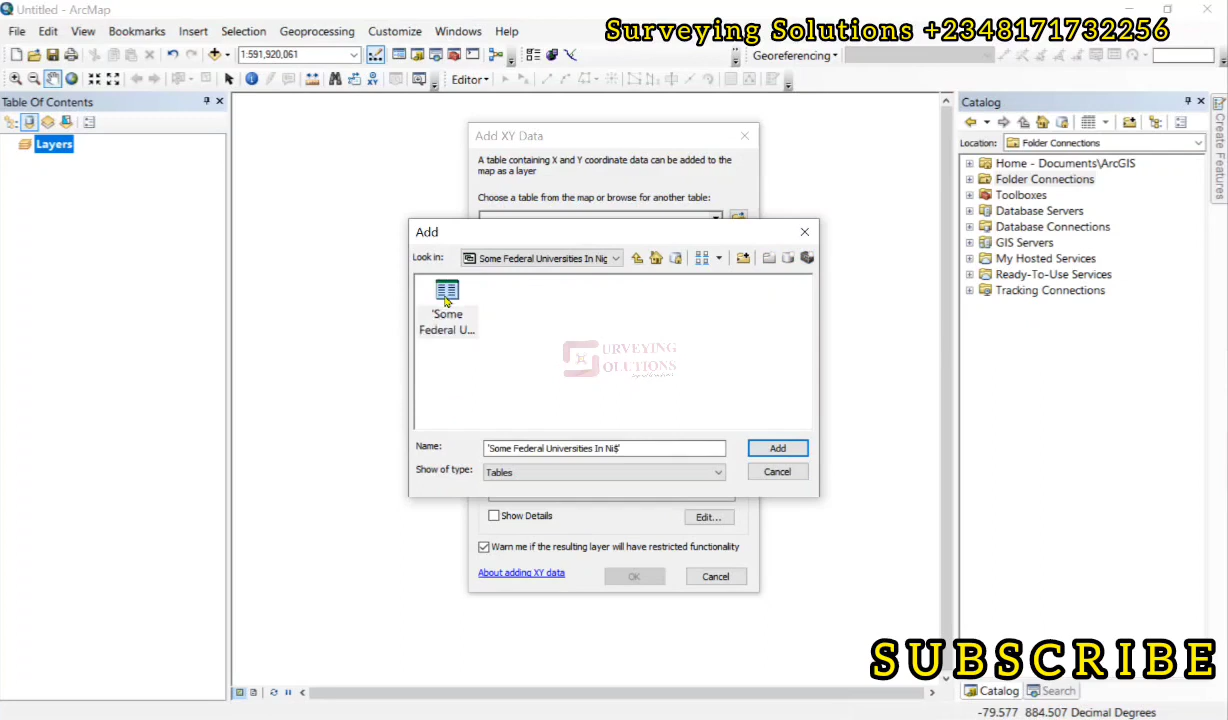 Untitled - ArcMap
File Edit View Bookmarks Insert Selection Geoprocessing Customize Windows Help
Surveying Solutions +2348171732256
1:591,920,061
Georeferencing
Editor
Table Of Contents
Layers
Add XY Data
A table containing X and Y coordinate data can be added to the
map as a layer
Choose a table from the map or browse for another table:
Add
Look in:
Some Federal Universities In Nig
'Some
Federal U...
SURVEYING
SOLUTIONS
Name:
'Some Federal Universities In Ni$'
Add
Show of type:
Tables
Cancel
Show Details
Edit...
Warn me if the resulting layer will have restricted functionality
About adding XY data
OK
Cancel
Catalog
Location:
Folder Connections
Home - Documents\ArcGIS
Folder Connections
Toolboxes
Database Servers
Database Connections
GIS Servers
My Hosted Services
Ready-To-Use Services
Tracking Connections
Create Features
SUBSCRIBE
Catalog
Search
-79.577 884.507 Decimal Degrees